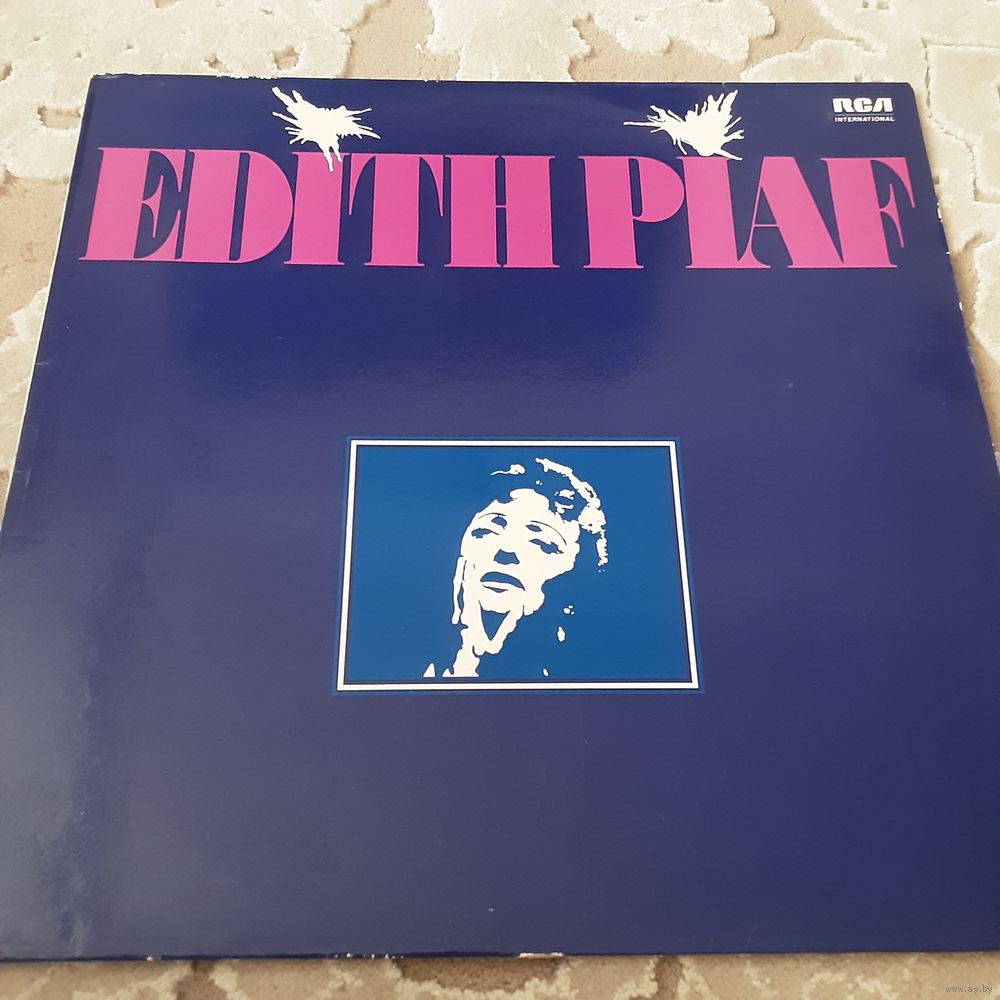 RCA
INTERNATIONAL
EDITH PIAF
www.ay.by